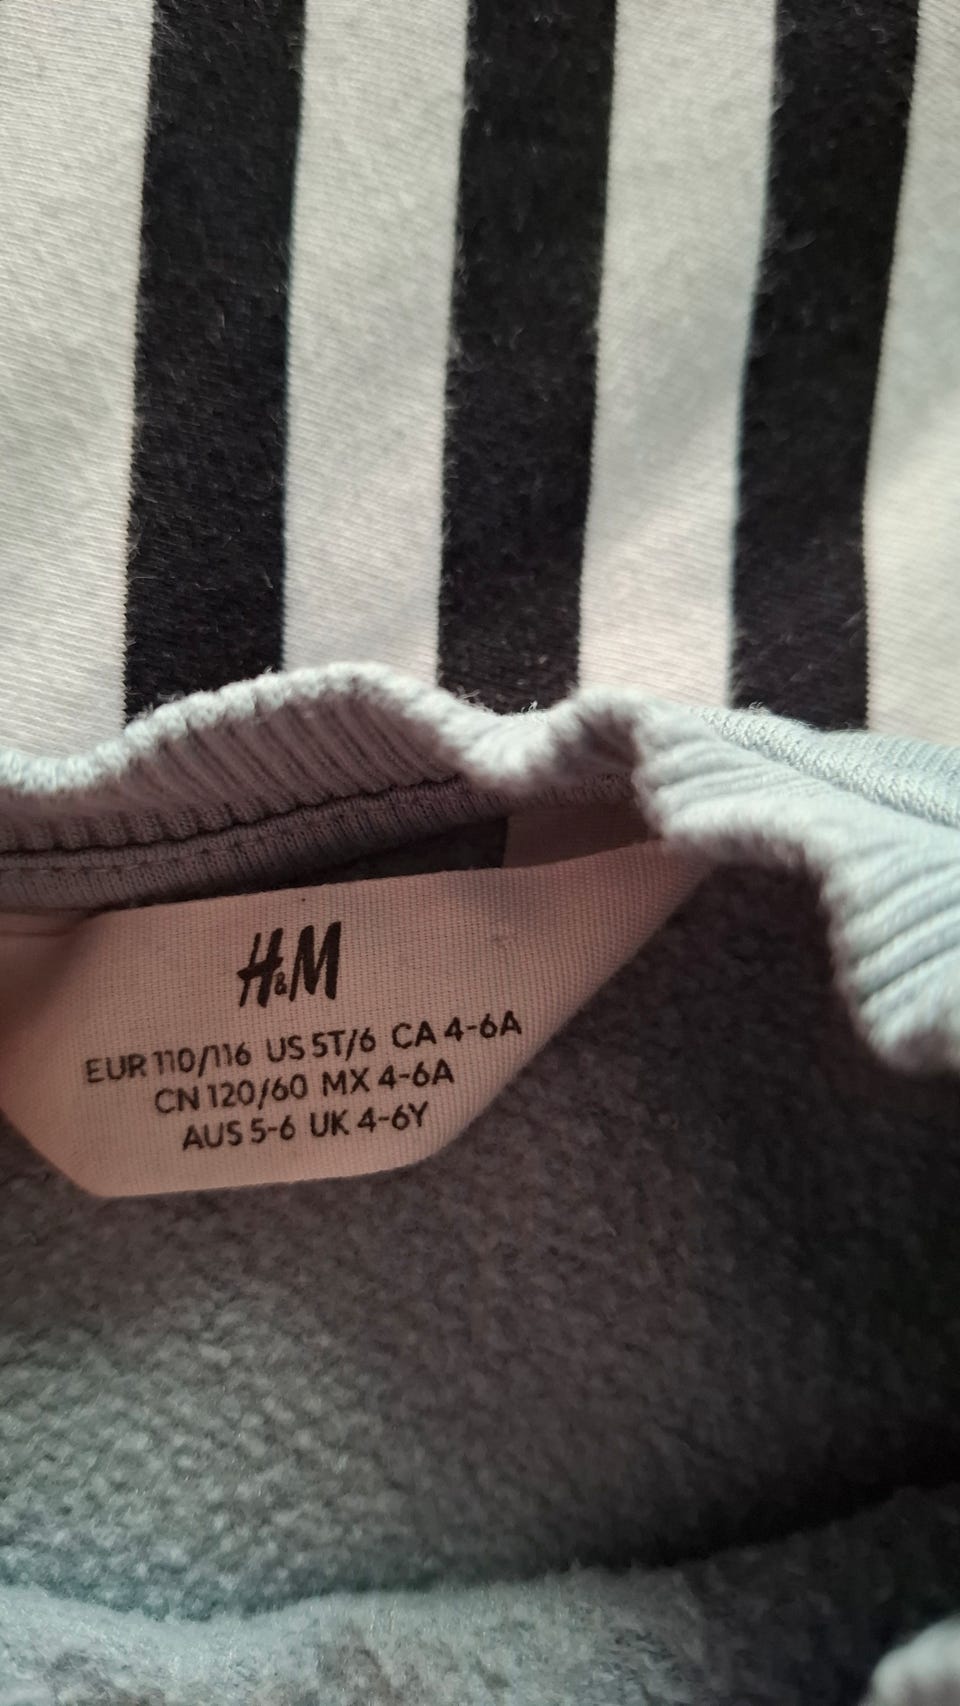 H&M
EUR 110/116 US 5T/6 CA 4-6A
CN 120/60 MX 4-6A
AUS 5-6 UK 4-6Y